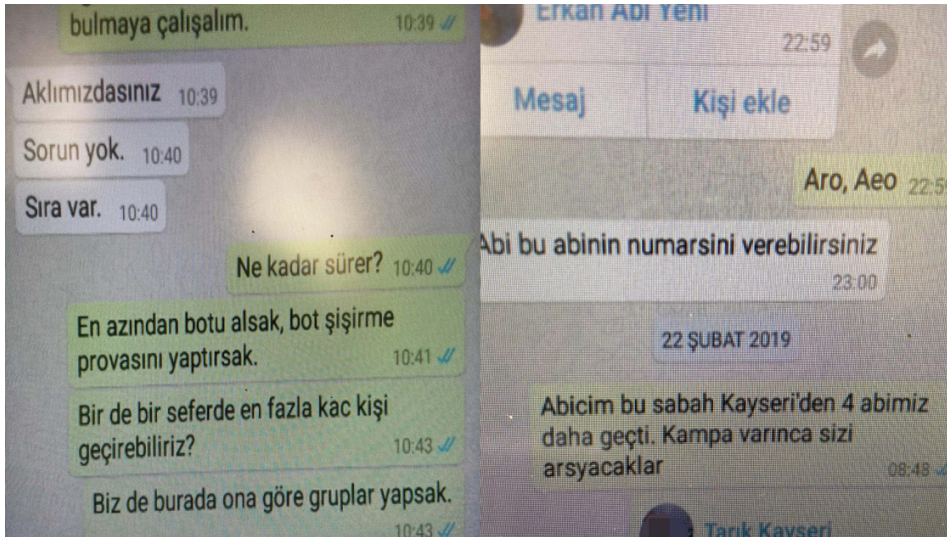 bulmaya çalışalım. 10:39
Aklımızdasınız 10:39
Sorun yok. 10:40
Sıra var. 10:40
Ne kadar sürer? 10:40
En azından botu alsak, bot şişirme
provasını yaptırsak. 10:41
Bir de bir seferde en fazla kac kişi
geçirebiliriz? 10:43
Biz de burada ona göre gruplar yapsak.
10:43
Erkan Abi Yeni
22:59
Mesaj Kişi ekle
Aro, Aeo
Abi bu abinin numarsini verebilirsiniz
23:00
22 ŞUBAT 2019
Abicim bu sabah Kayseri'den 4 abimiz
daha geçti. Kampa varınca sizi
arsyacaklar 08:48
Tarık Kayseri